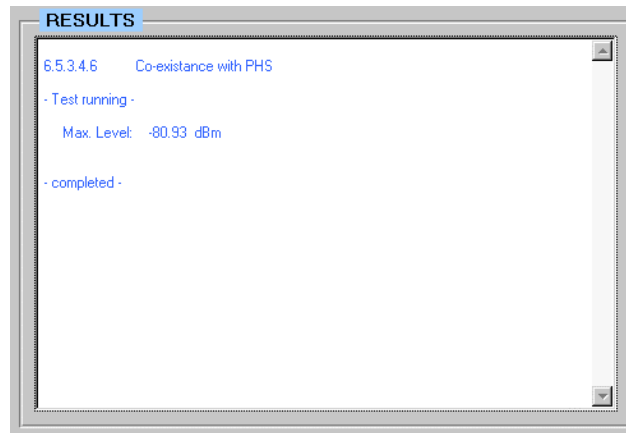 RESULTS
6.5.3.4.6 Co-existance with PHS
- Test running -
Max. Level: -80.93 dBm
- completed -